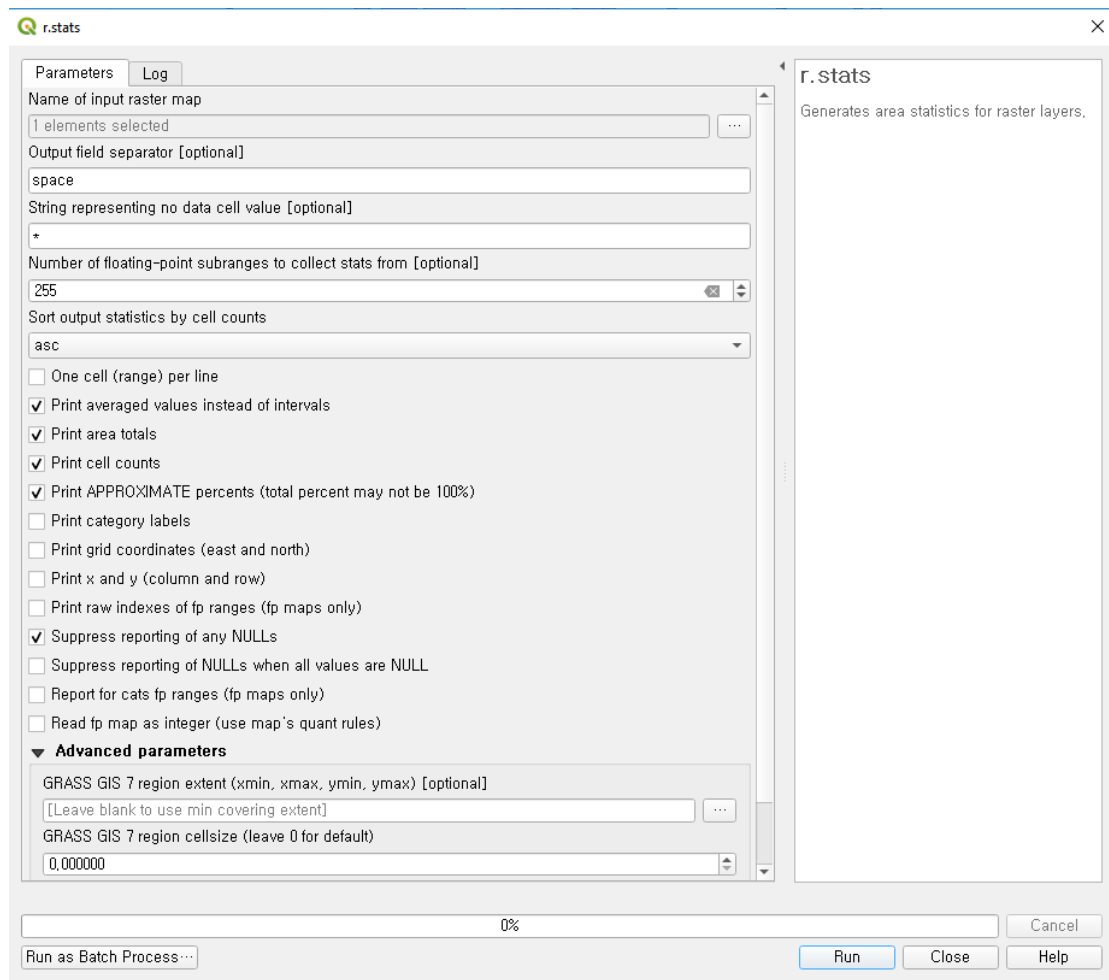 r.stats
Parameters
Log
Name of input raster map
1 elements selected
...
Output field separator [optional]
space
String representing no data cell value [optional]
*
Number of floating-point subranges to collect stats from [optional]
255
Sort output statistics by cell counts
asc
One cell (range) per line
Print averaged values instead of intervals
Print area totals
Print cell counts
Print APPROXIMATE percents (total percent may not be 100%)
Print category labels
Print grid coordinates (east and north)
Print x and y (column and row)
Print raw indexes of fp ranges (fp maps only)
Suppress reporting of any NULLs
Suppress reporting of NULLs when all values are NULL
Report for cats fp ranges (fp maps only)
Read fp map as integer (use map's quant rules)
Advanced parameters
GRASS GIS 7 region extent (xmin, xmax, ymin, ymax) [optional]
[Leave blank to use min covering extent]
...
GRASS GIS 7 region cellsize (leave 0 for default)
0,000000
r.stats
Generates area statistics for raster layers.
0%
Cancel
Run as Batch Process...
Run
Close
Help